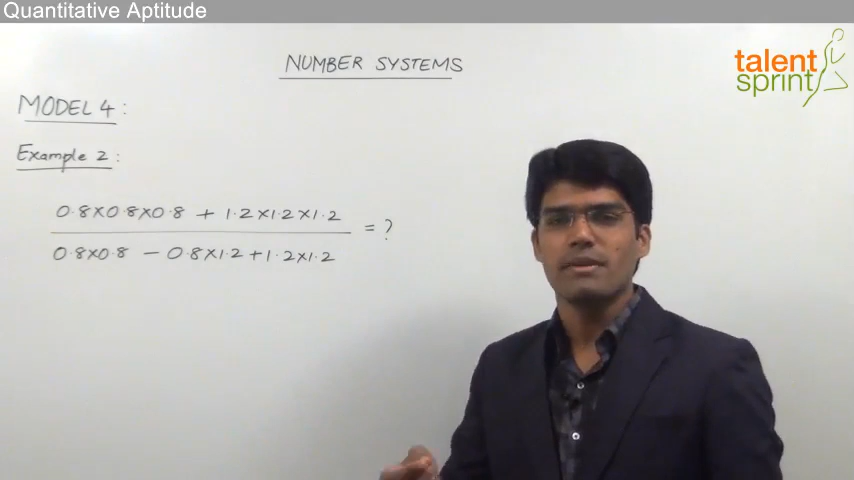 Quantitative Aptitude
NUMBER SYSTEMS
talent
sprint
MODEL 4 :
Example 2 :
0.8×0.8×0.8 + 1.2×1.2×1.2
= ?
0.8×0.8 − 0.8×1.2 + 1.2×1.2